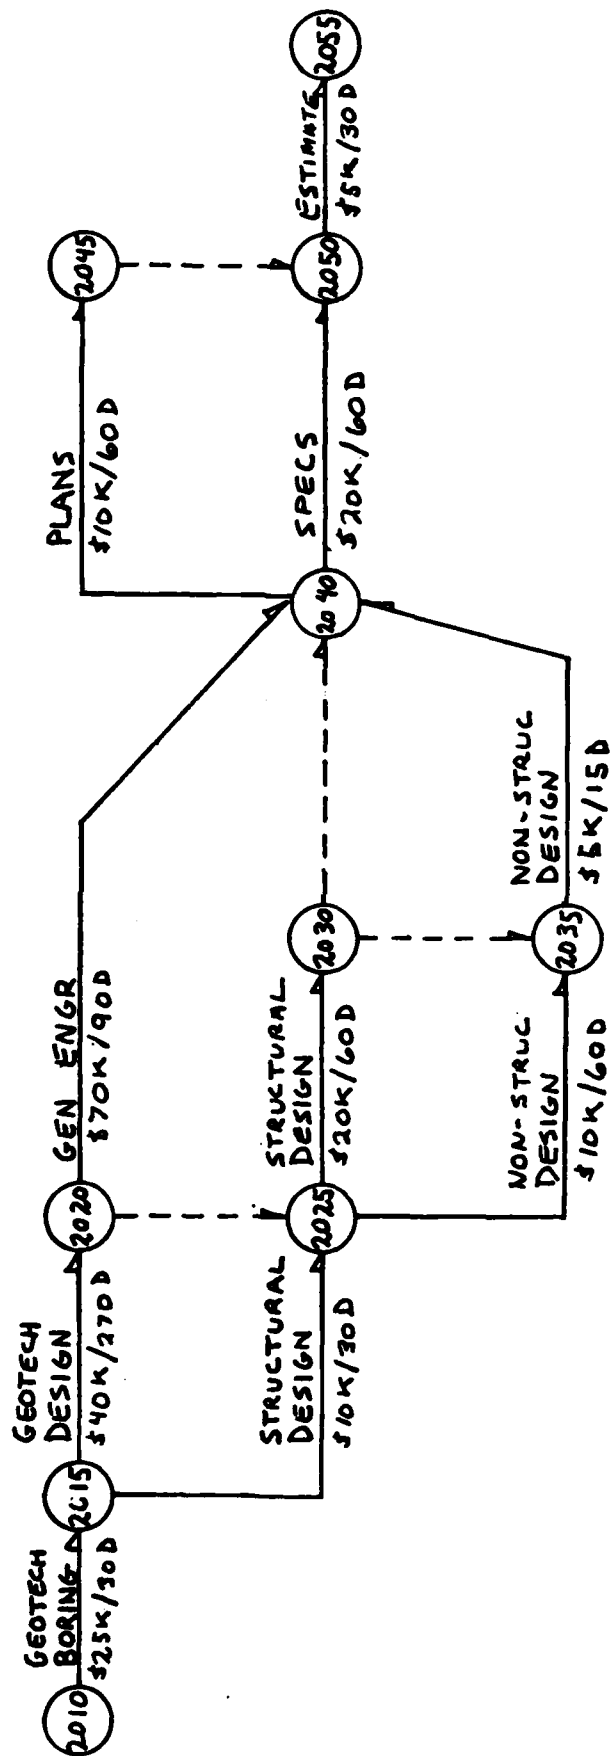 2010
GEOTECH
BORING
$25K/30D
2015
GEOTECH
DESIGN
$40K/270D
2020
GEN ENGR
$70K/90D
STRUCTURAL
DESIGN
$10K/30D
2025
STRUCTURAL
DESIGN
$20K/60D
2030
NON-STRUC
DESIGN
$10K/60D
2035
NON-STRUC
DESIGN
$5K/15D
2040
PLANS
$10K/60D
2045
SPECS
$20K/60D
2050
ESTIMATE
$5K/30D
2055